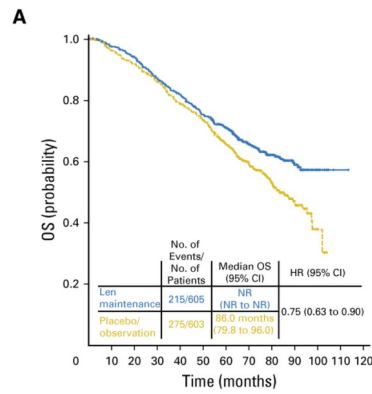 A
1.0
0.8
0.6
0.4
0.2
OS (probability)
No. of
Events/
No. of
Patients
Median OS
(95% CI)
HR (95% CI)
Len
maintenance
215/605
NR
(NR to NR)
0.75 (0.63 to 0.90)
Placebo/
observation
275/603
86.0 months
(79.8 to 96.0)
0 10 20 30 40 50 60 70 80 90 100 110 120
Time (months)